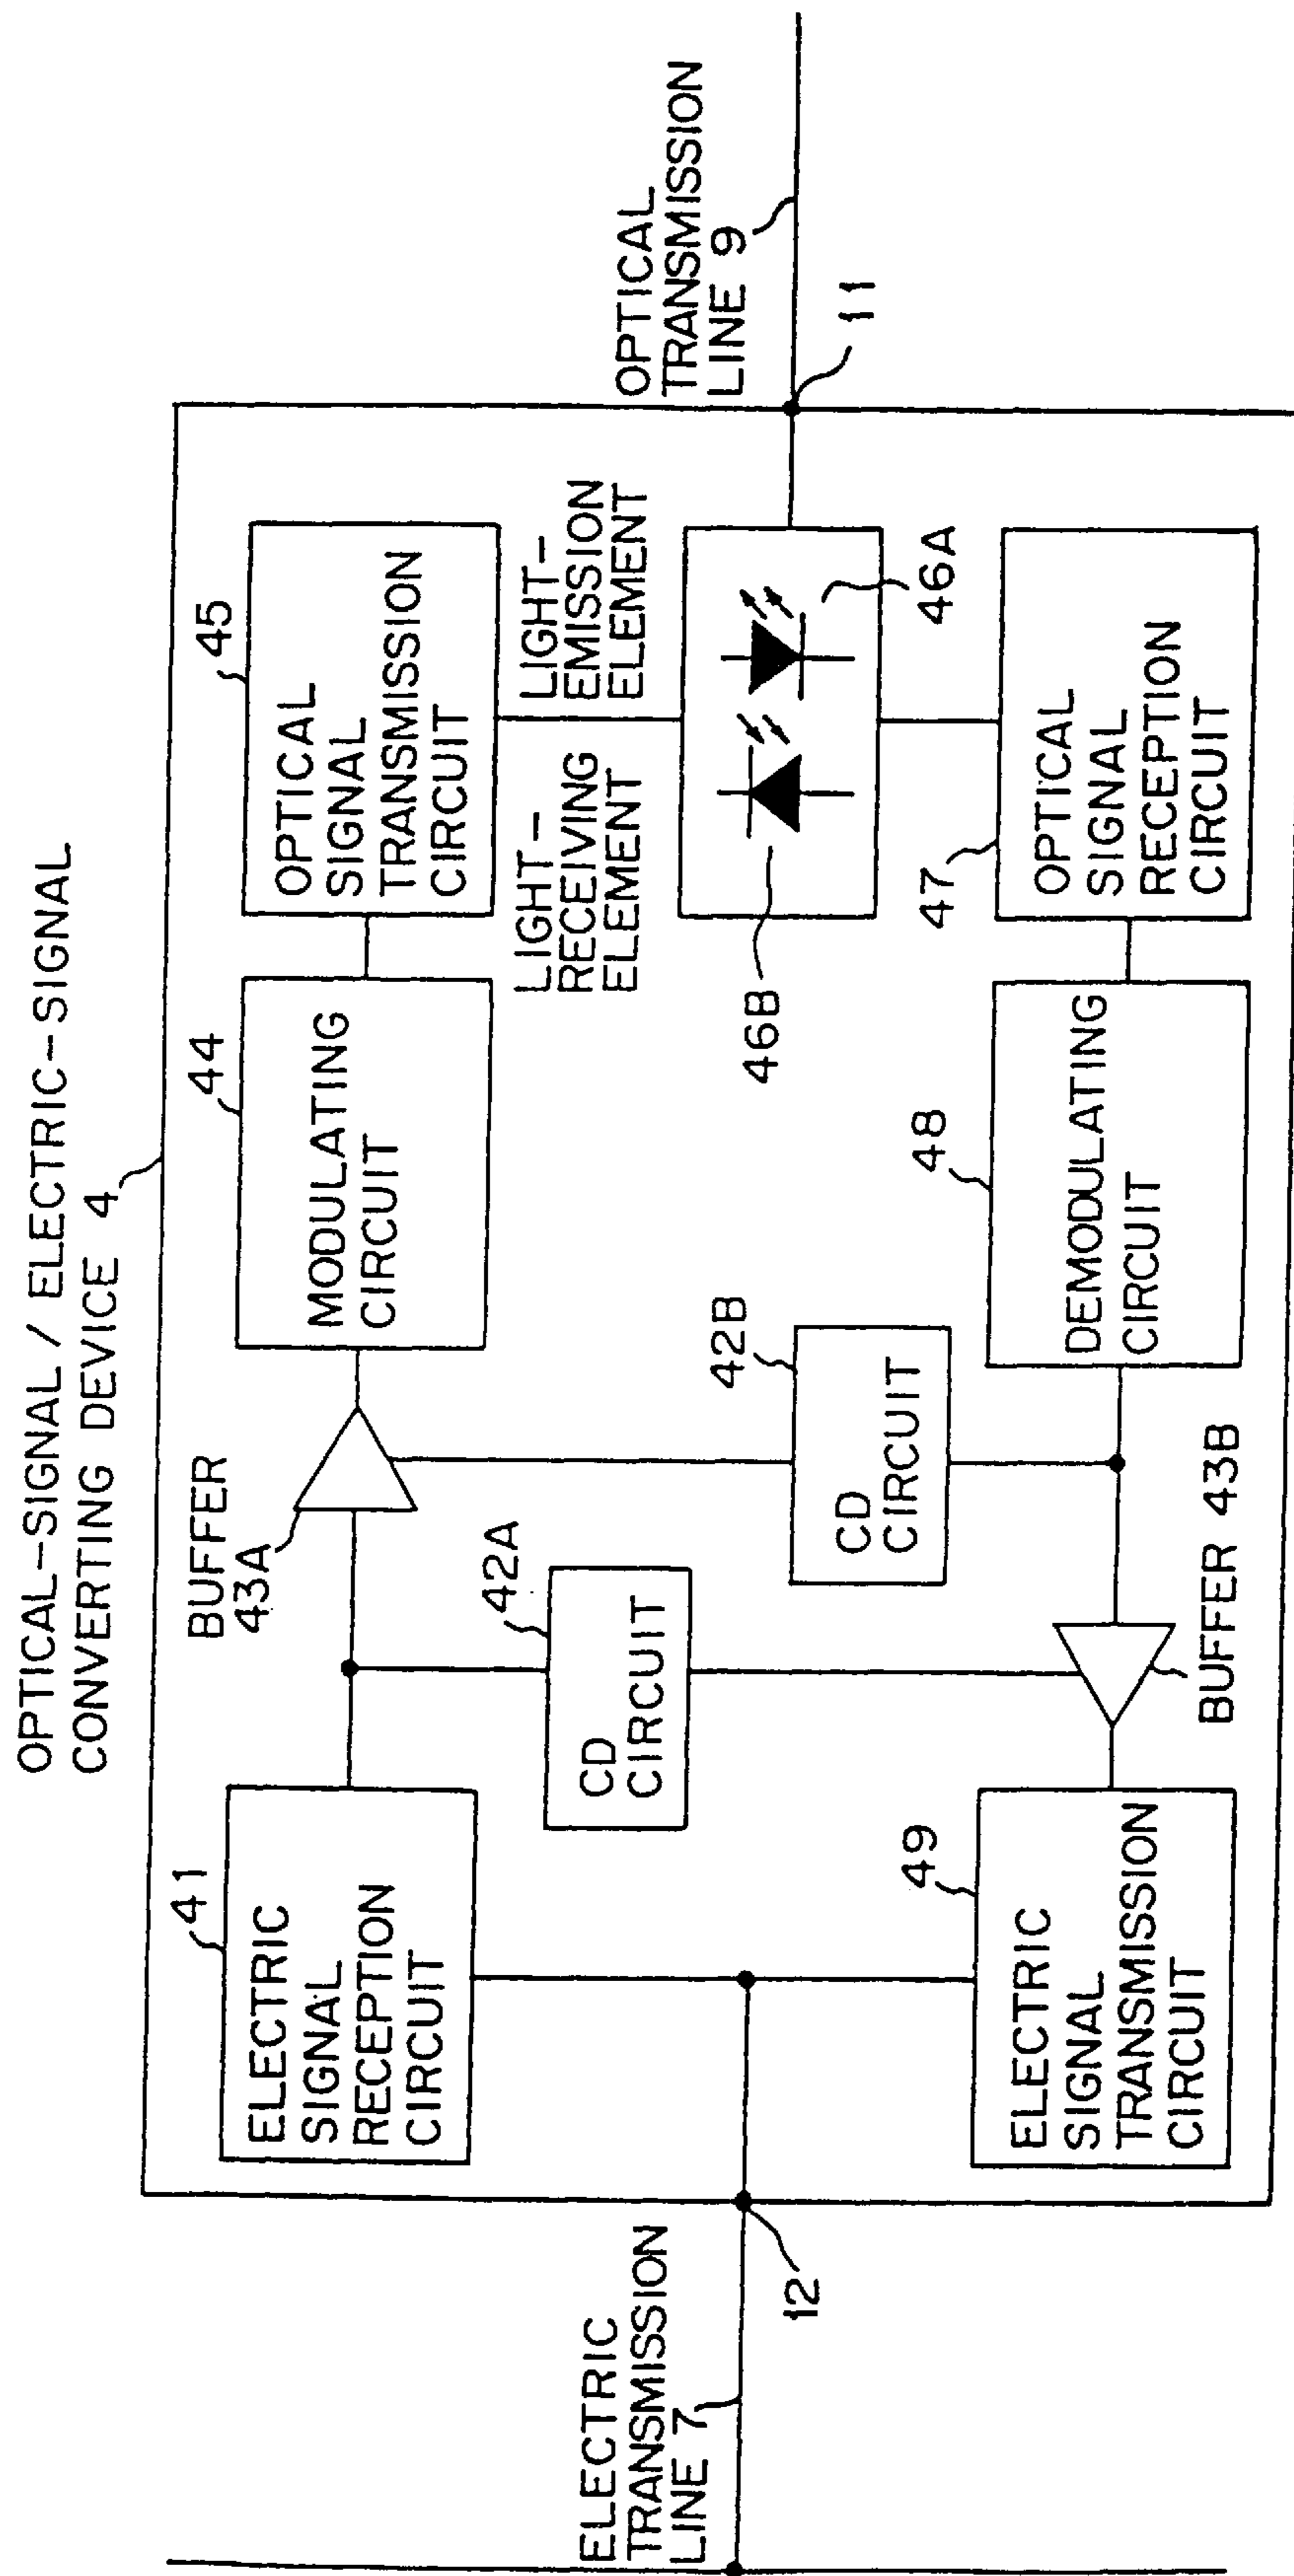 OPTICAL-SIGNAL / ELECTRIC-SIGNAL
CONVERTING DEVICE 4
41
ELECTRIC
SIGNAL
RECEPTION
CIRCUIT
BUFFER
43A
44
MODULATING
CIRCUIT
45
OPTICAL
SIGNAL
TRANSMISSION
CIRCUIT
42A
CD
CIRCUIT
42B
CD
CIRCUIT
LIGHT-
RECEIVING
ELEMENT
LIGHT-
EMISSION
ELEMENT
46B
46A
ELECTRIC
TRANSMISSION
LINE 7
12
OPTICAL
TRANSMISSION
LINE 9
11
49
ELECTRIC
SIGNAL
TRANSMISSION
CIRCUIT
BUFFER 43B
48
DEMODULATING
CIRCUIT
47
OPTICAL
SIGNAL
RECEPTION
CIRCUIT